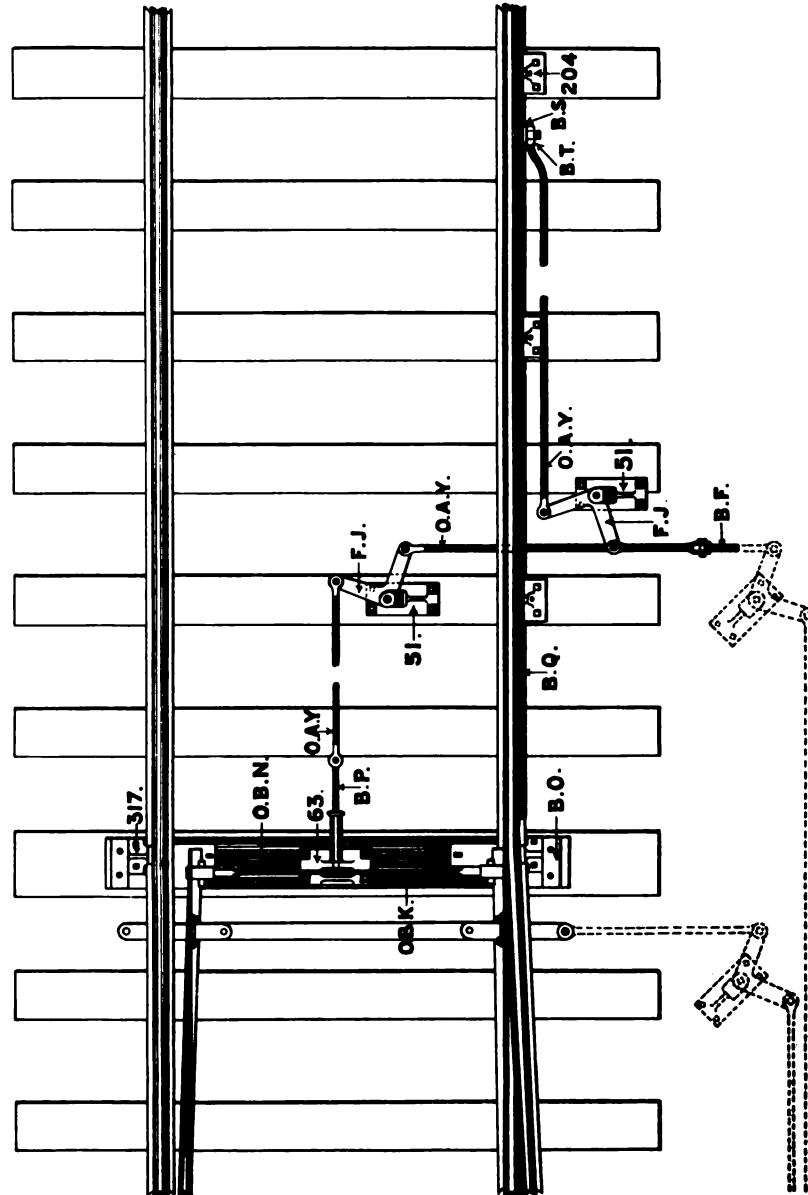 204
B.S
B.T.
O.A.Y.
51.
O.A.Y.
F.J.
F.J
B.F.
51.
B.Q.
O.A.Y
O.B.N.
B.P.
317.
63.
B.O.
O.B.K.